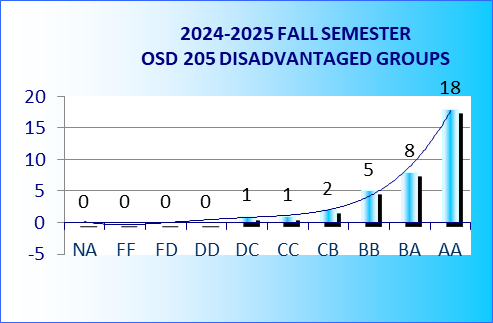 2024-2025 FALL SEMESTER
OSD 205 DISADVANTAGED GROUPS
20
15
10
5
0
-5
0 0 0 0 1 1 2 5 8 18
NA FF FD DD DC CC CB BB BA AA